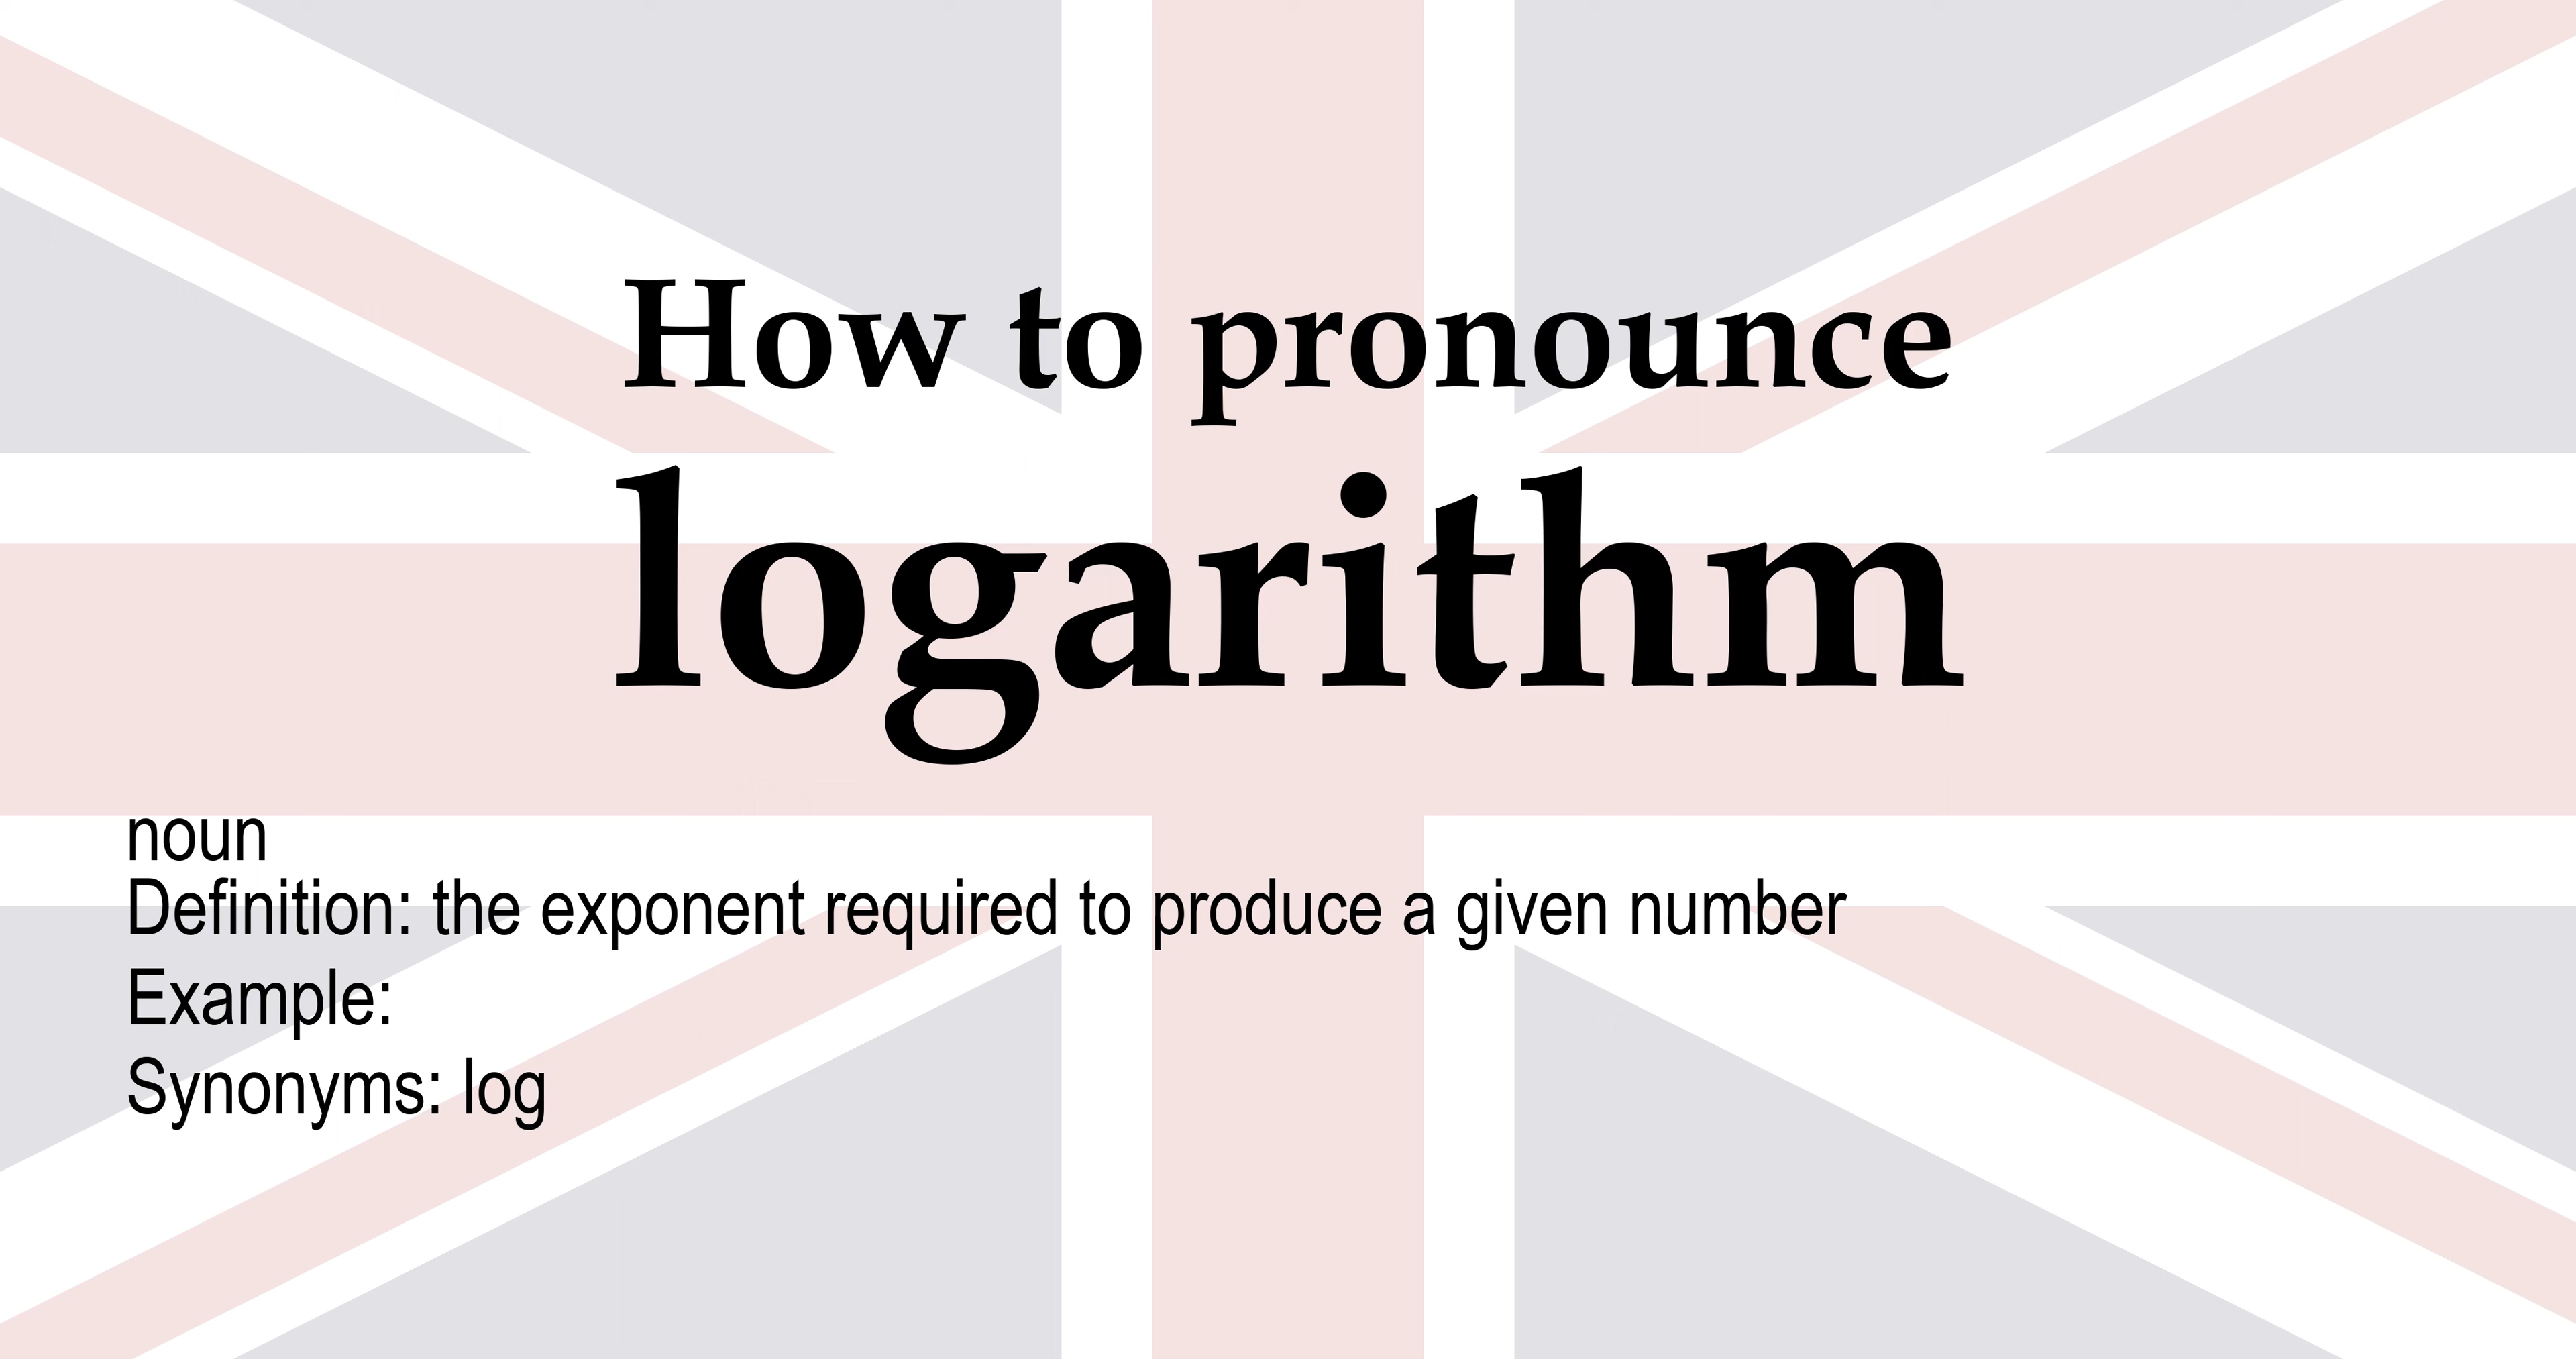 How to pronounce
logarithm
noun
Definition: the exponent required to produce a given number
Example:
Synonyms: log